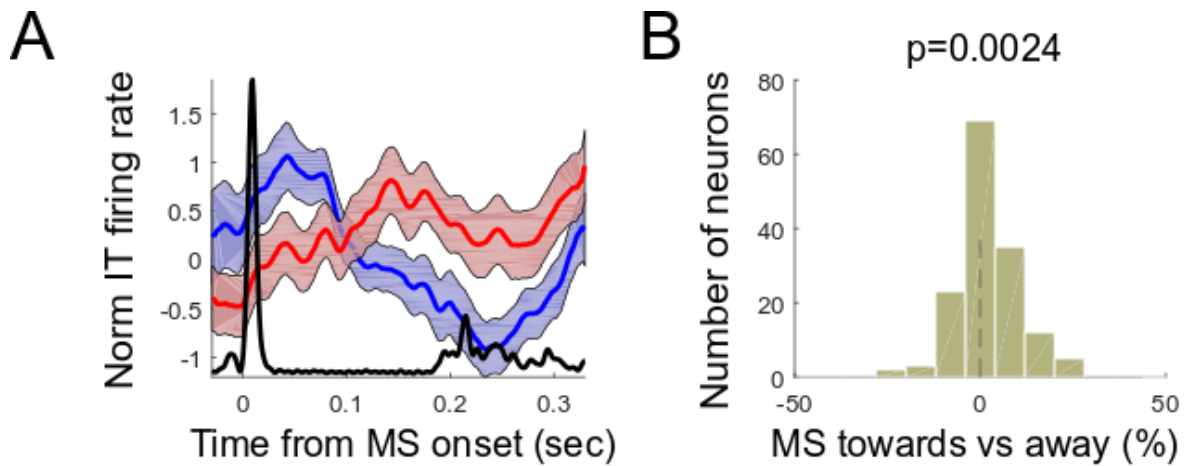 A
Norm IT firing rate
1.5
1
0.5
0
-0.5
-1
0 0.1 0.2 0.3
Time from MS onset (sec)
B
p=0.0024
Number of neurons
80
60
40
20
0
-50 0 50
MS towards vs away (%)